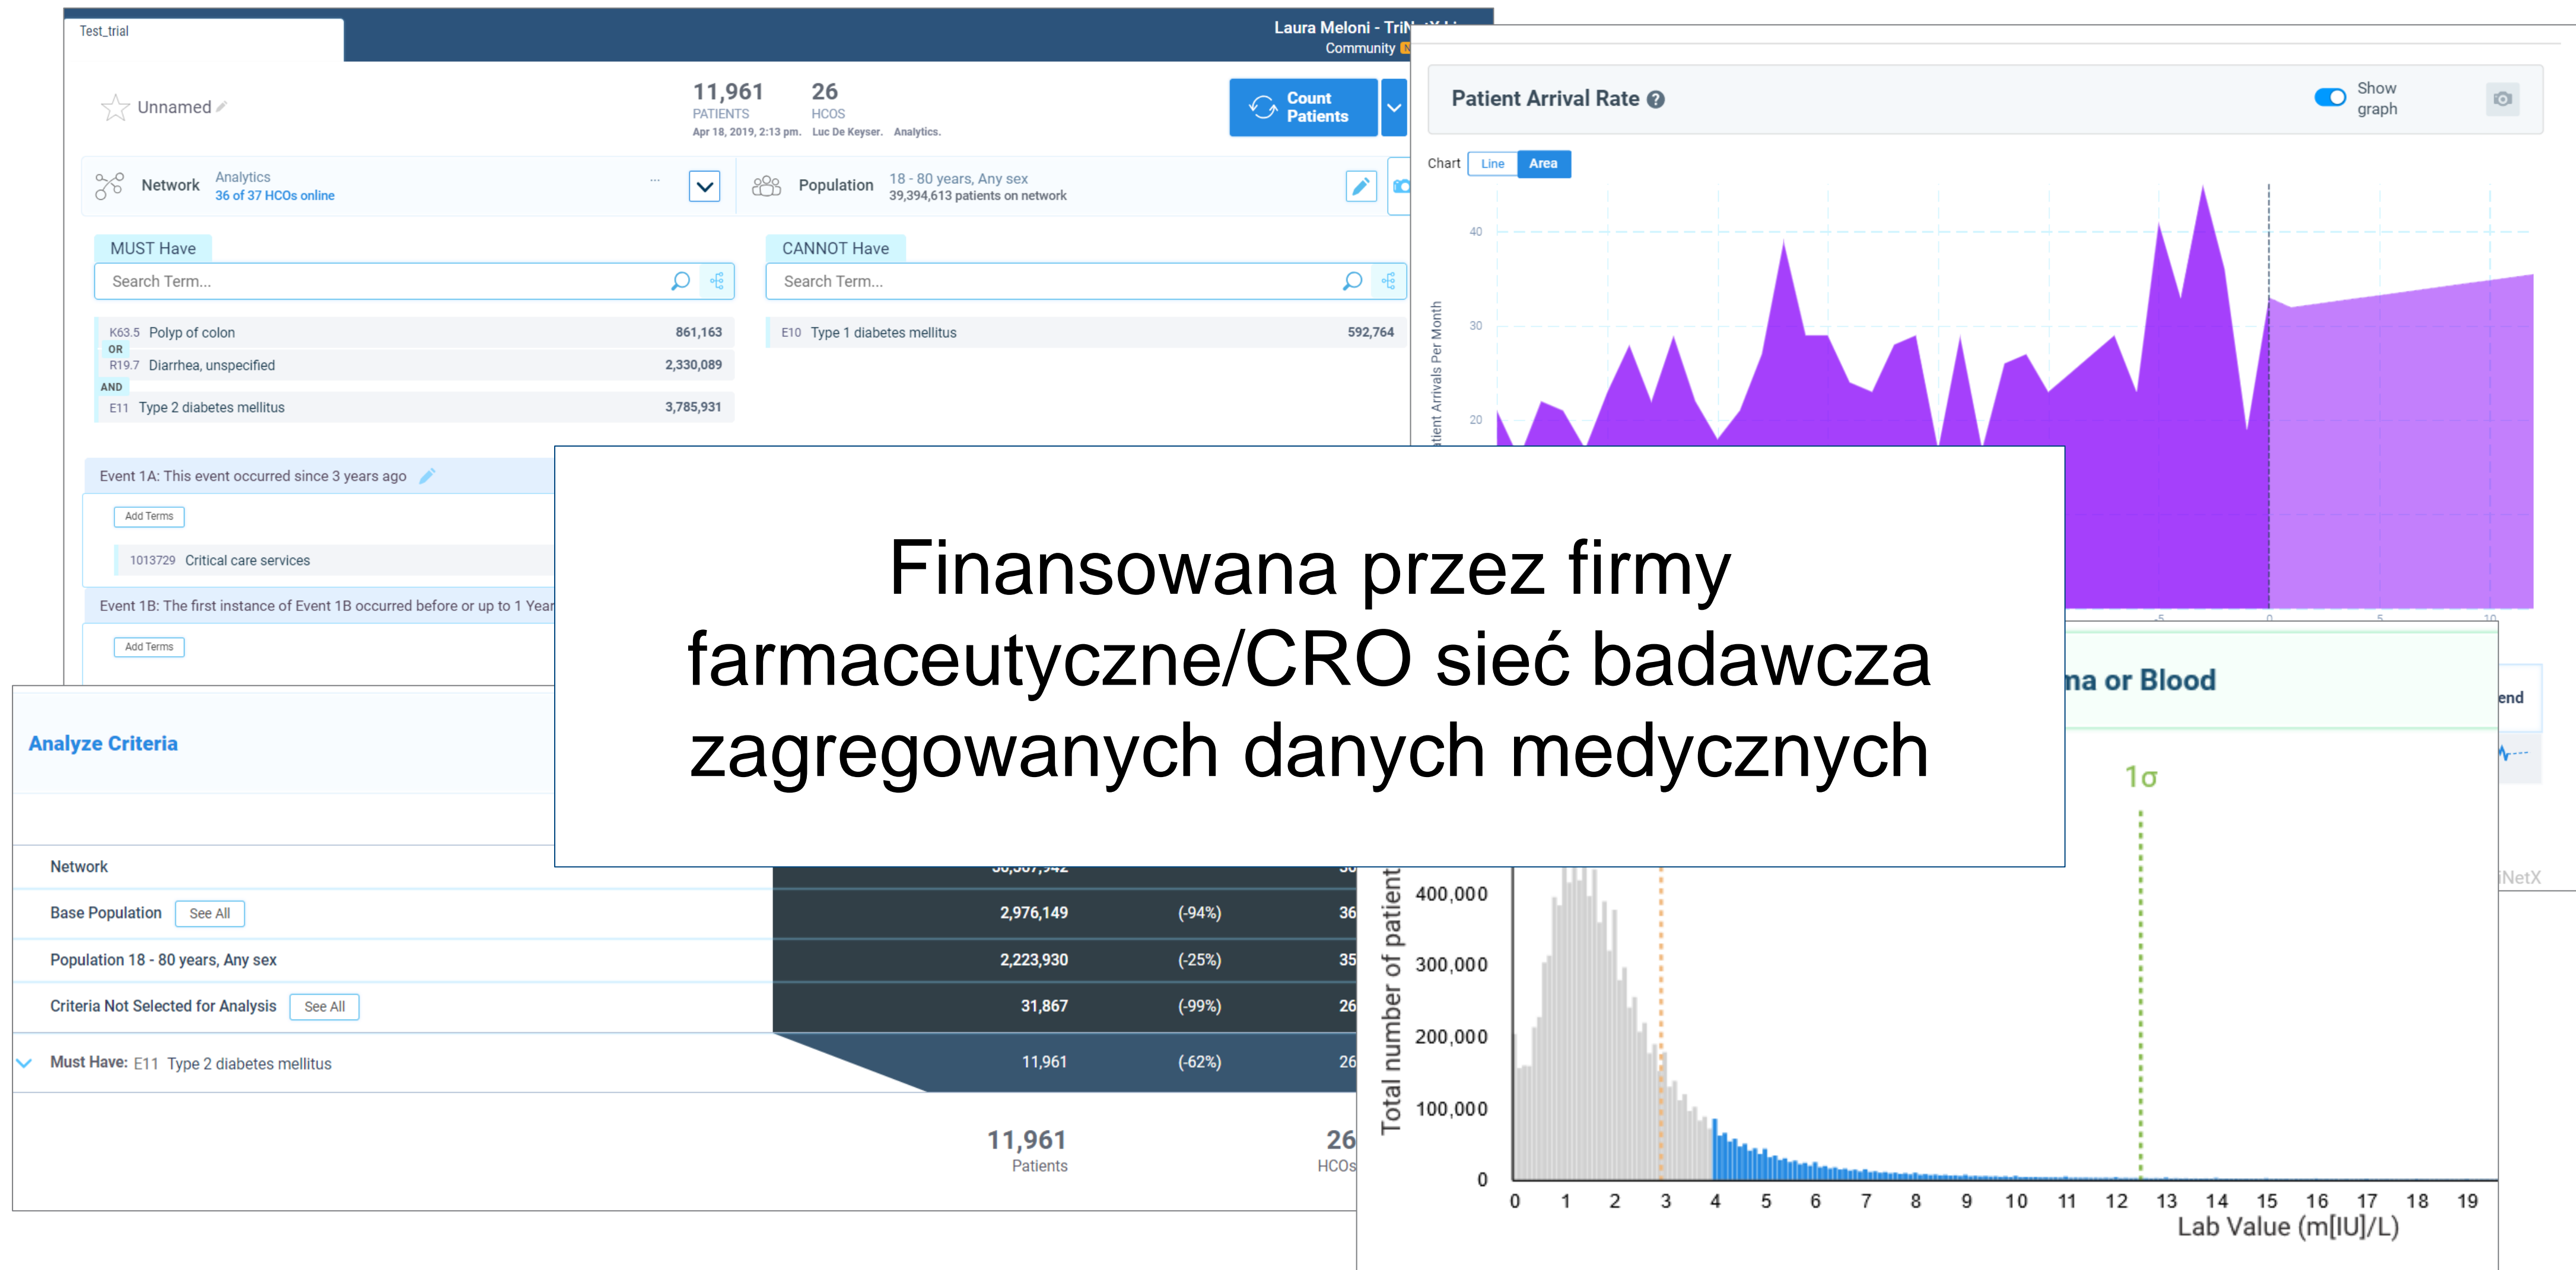 Test_trial
Laura Meloni -
Community
Unnamed
11,961
PATIENTS
26
HCOS
Apr 18, 2019, 2:13 pm. Luc De Keyser. Analytics.
Count
Patients
Network
Analytics
36 of 37 HCOs online
...
Population
18 - 80 years, Any sex
39,394,613 patients on network
MUST Have
Search Term...
K63.5 Polyp of colon 861,163
OR
R19.7 Diarrhea, unspecified 2,330,089
AND
E11 Type 2 diabetes mellitus 3,785,931
CANNOT Have
Search Term...
E10 Type 1 diabetes mellitus 592,764
Event 1A: This event occurred since 3 years ago
Add Terms
1013729 Critical care services
Event 1B: The first instance of Event 1B occurred before or up to 1 Year
Add Terms
Patient Arrival Rate ?
Show
graph
Chart Line Area
40
30
20
Arrivals Per Month
-5 0 5 10
Finansowana przez firmy
farmaceutyczne/CRO sieć badawcza
zagregowanych danych medycznych
Analyze Criteria
Network
Base Population See All 2,976,149 (-94%) 36
Population 18 - 80 years, Any sex 2,223,930 (-25%) 35
Criteria Not Selected for Analysis See All 31,867 (-99%) 26
Must Have: E11 Type 2 diabetes mellitus 11,961 (-62%) 26
11,961
Patients
26
HCOs
or Blood
1σ
Total number of patient
400,000
300,000
200,000
100,000
0
0 1 2 3 4 5 6 7 8 9 10 11 12 13 14 15 16 17 18 19
Lab Value (m[IU]/L)